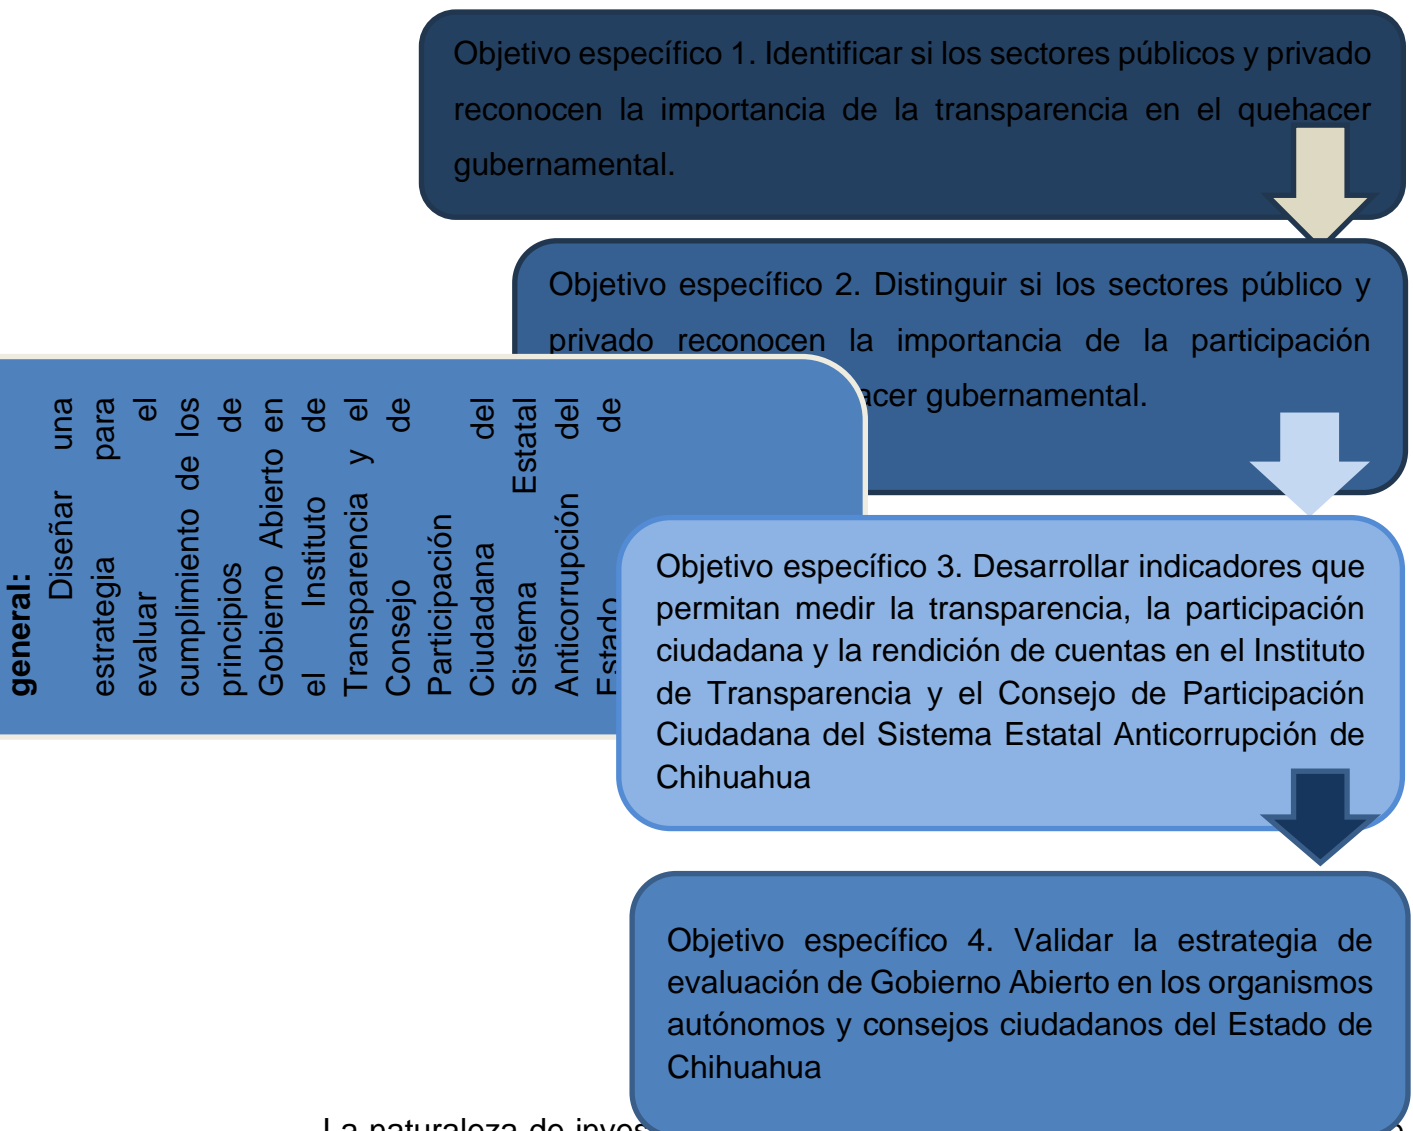 Objetivo específico 1. Identificar si los sectores públicos y privado
reconocen la importancia de la transparencia en el quehacer
gubernamental.
Objetivo específico 2. Distinguir si los sectores público y
privado reconocen la importancia de la participación
gubernamental.
general:
Diseñar una
estrategia para
evaluar el
cumplimiento de los
principios de
Gobierno Abierto en
el Instituto de
Transparencia y el
Consejo de
Participación
Ciudadana del
Sistema Estatal
Anticorrupción del
Estado de
Objetivo específico 3. Desarrollar indicadores que
permitan medir la transparencia, la participación
ciudadana y la rendición de cuentas en el Instituto
de Transparencia y el Consejo de Participación
Ciudadana del Sistema Estatal Anticorrupción de
Chihuahua
Objetivo específico 4. Validar la estrategia de
evaluación de Gobierno Abierto en los organismos
autónomos y consejos ciudadanos del Estado de
Chihuahua
La naturaleza de